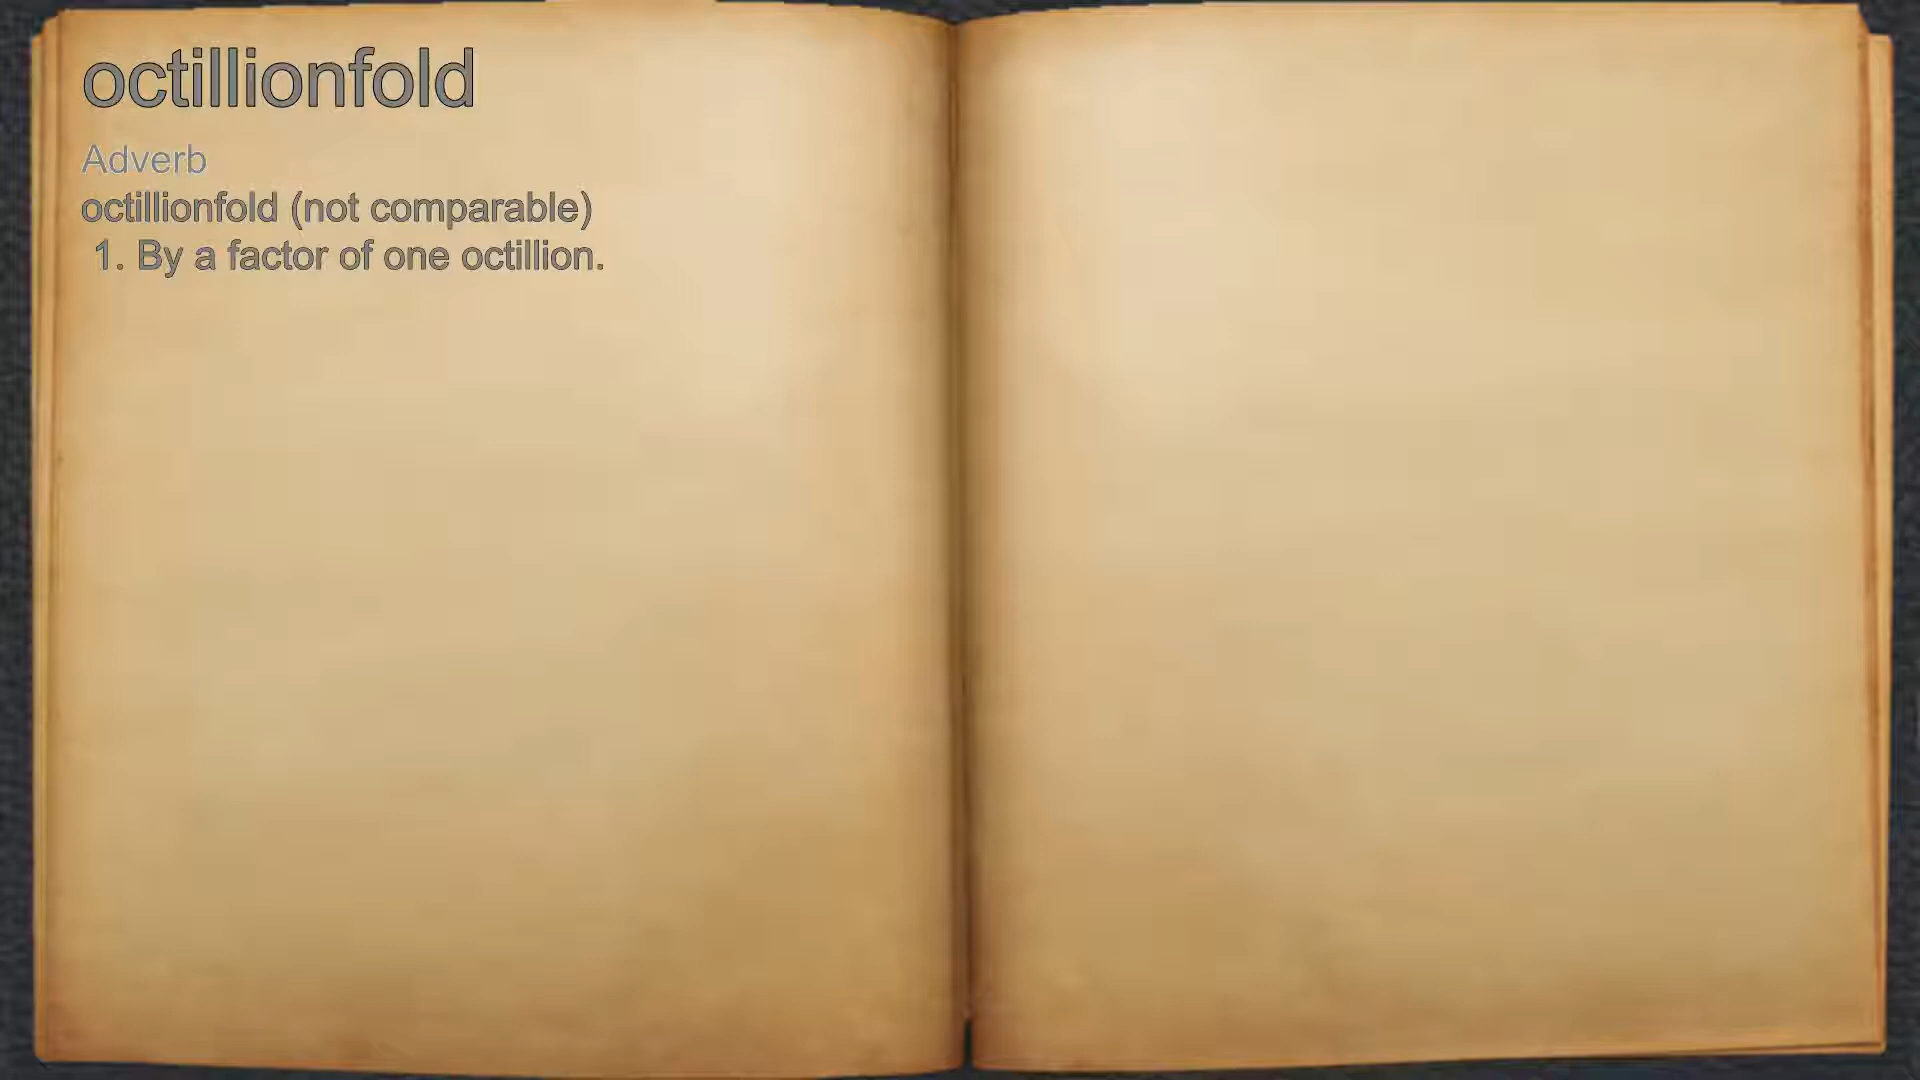 octillionfold
Adverb
octillionfold (not comparable)
1. By a factor of one octillion.